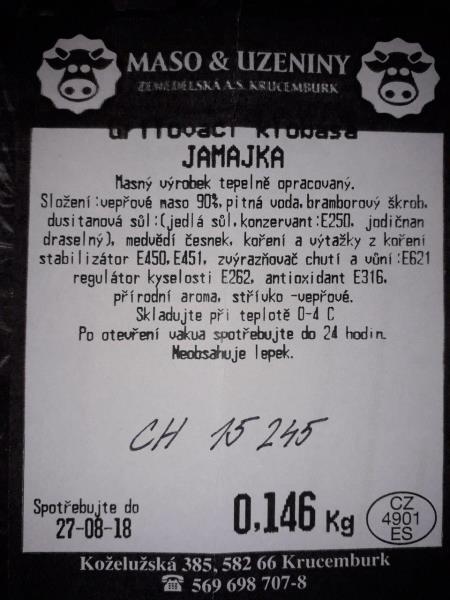 MASO & UZENINY
ZEMĚDĚLSKÁ A.S. KRUCEMBURK
Grilovací klobása
JAMAJKA
Masný výrobek tepelně opracovaný.
Složení:vepřové maso 90%,pitná voda,bramborový škrob,
dusitanová sůl:(jedlá sůl,konzervant:E250, jodičnan
draselný), medvědí česnek, koření a výtažky z koření
stabilizátor E450,E451, zvýrazňovač chuti a vůní:E621
regulátor kyselosti E262, antioxidant E316,
přírodní aroma, střívko -vepřové.
Skladujte při teplotě 0-4 C
Po otevření vakua spotřebujte do 24 hodin.
Neobsahuje lepek.
CH 15 245
Spotřebujte do
27-08-18
0,146 Kg
CZ
4901
ES
Koželužská 385, 582 66 Krucemburk
☎ 569 698 707-8